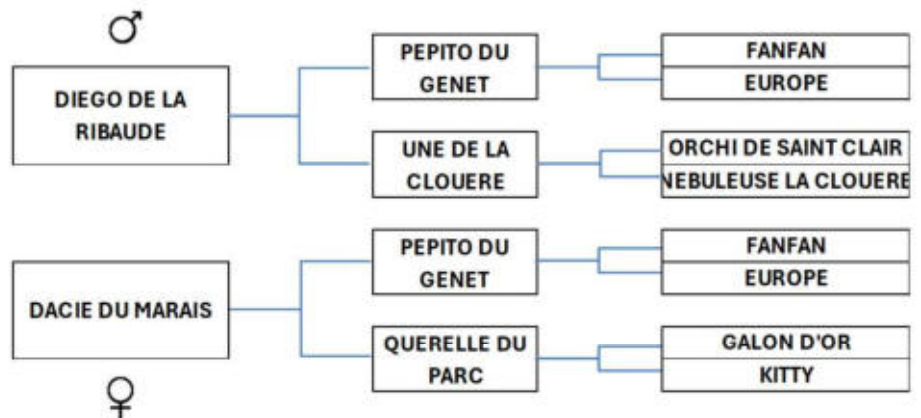 ♂
DIEGO DE LA
RIBAUDE
PEPITO DU
GENET
FANFAN
EUROPE
UNE DE LA
CLOUERE
ORCHI DE SAINT CLAIR
NEBULEUSE LA CLOUERE
DACIE DU MARAIS
PEPITO DU
GENET
FANFAN
EUROPE
QUERELLE DU
PARC
GALON D'OR
KITTY
♀